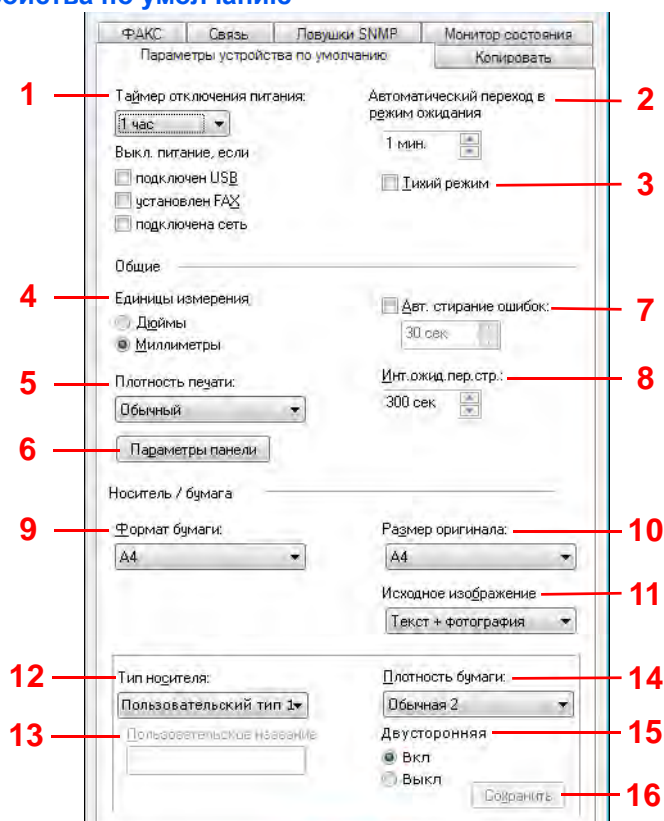 свойства по умолчанию
ФАКС Связь Ловушки SNMP Монитор состояния
Параметры устройства по умолчанию Копировать
1 Таймер отключения питания:
1 час
Выкл. питание, если
подключен USB
установлен FAX
подключена сеть
Автоматический переход в 2
режим ожидания
1 мин.
Тихий режим 3
Общие
4 Единицы измерения
Дюймы
Миллиметры
5 Плотность печати:
Обычный
6 Параметры панели
Авт. стирание ошибок: 7
30 сек
Инт.ожид.пер.стр.: 8
300 сек
Носитель / бумага
9 Формат бумаги:
A4
Размер оригинала: 10
A4
Исходное изображение 11
Текст + фотография
12 Тип носителя:
Пользовательский тип 1
13 Пользовательское название
Плотность бумаги: 14
Обычная 2
Двусторонняя 15
Вкл
Выкл
Сохранить 16